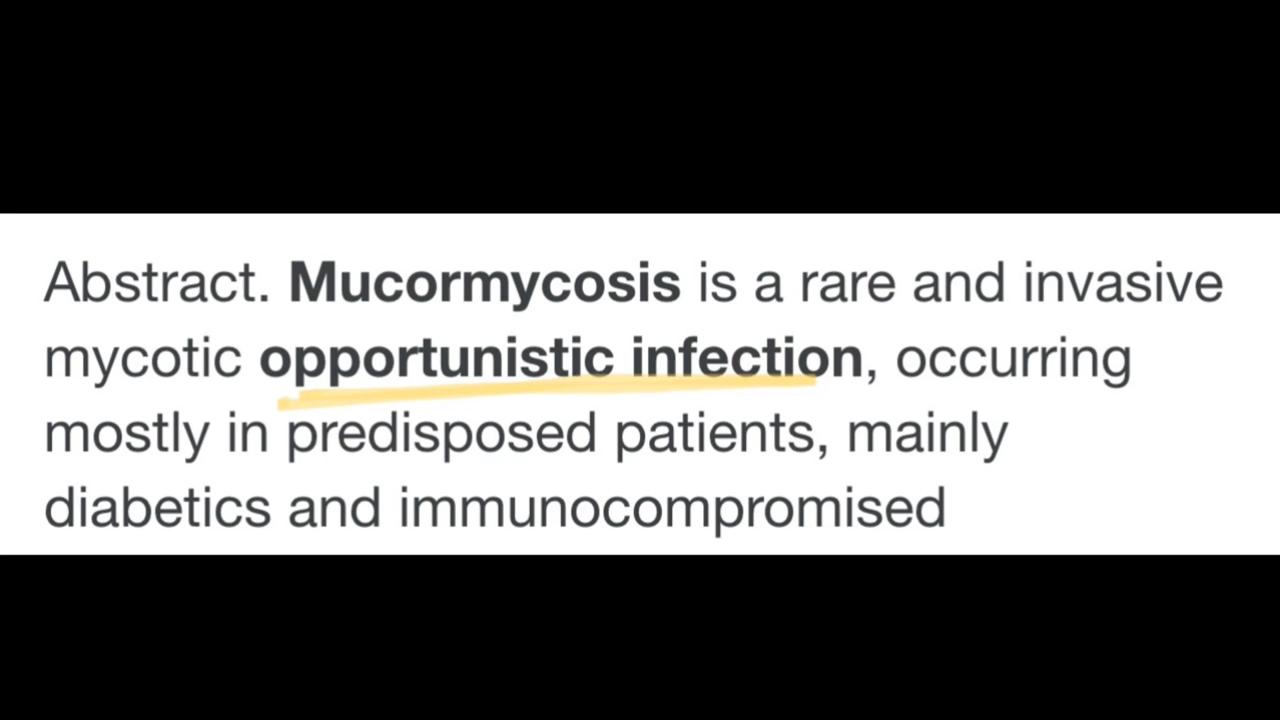 Abstract. Mucormycosis is a rare and invasive
mycotic opportunistic infection, occurring
mostly in predisposed patients, mainly
diabetics and immunocompromised